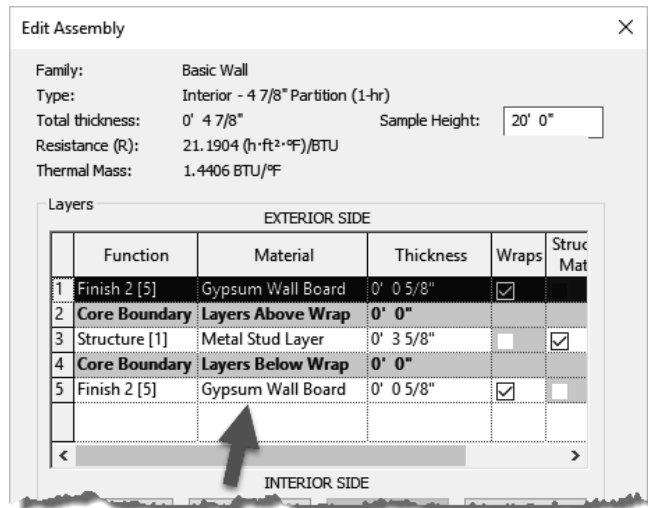 Edit Assembly
Family: Basic Wall
Type: Interior - 4 7/8" Partition (1-hr)
Total thickness: 0' 4 7/8" Sample Height: 20' 0"
Resistance (R): 21.1904 (h·ft²·°F)/BTU
Thermal Mass: 1.4406 BTU/°F
Layers
EXTERIOR SIDE
Function Material Thickness Wraps Struc Mat
1 Finish 2 [5] Gypsum Wall Board 0' 0 5/8"
2 Core Boundary Layers Above Wrap 0' 0"
3 Structure [1] Metal Stud Layer 0' 3 5/8"
4 Core Boundary Layers Below Wrap 0' 0"
5 Finish 2 [5] Gypsum Wall Board 0' 0 5/8"
INTERIOR SIDE